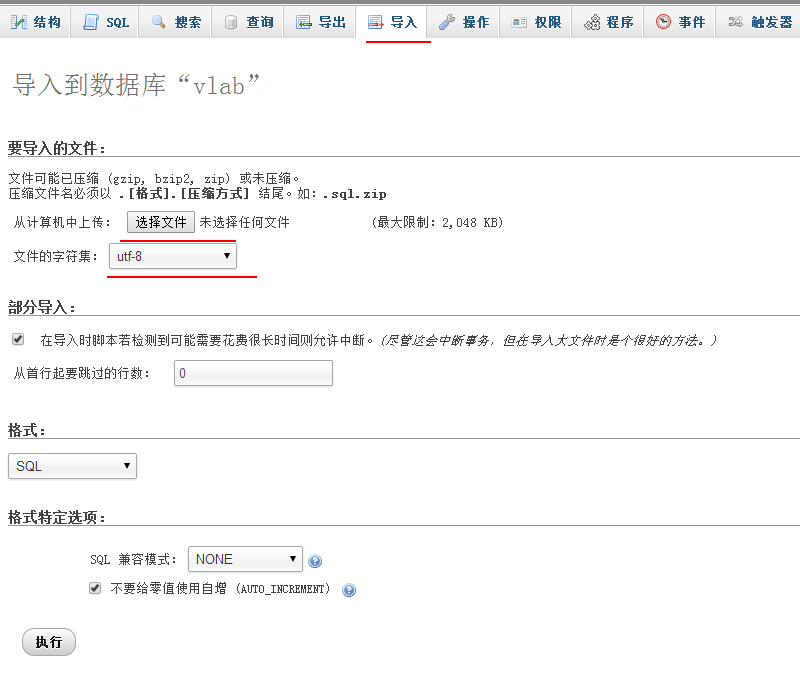 结构 SQL 搜索 查询 导出 导入 操作 权限 程序 事件 触发器
导入到数据库“vlab”
要导入的文件：
文件可能已压缩 (gzip, bzip2, zip) 或未压缩。
压缩文件名必须以 .[格式].[压缩方式] 结尾。如：.sql.zip
从计算机中上传： 选择文件 未选择任何文件 (最大限制：2,048 KB)
文件的字符集： utf-8
部分导入：
在导入时脚本若检测到可能需要花费很长时间则允许中断。(尽管这会中断事务，但在导入大文件时是个很好的方法。)
从首行起要跳过的行数： 0
格式：
SQL
格式特定选项：
SQL 兼容模式： NONE
不要给零值使用自增 (AUTO_INCREMENT)
执行